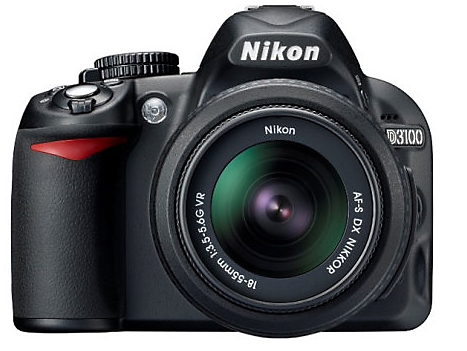 Nikon
D3100
Nikon
AF-S DX NIKKOR
18-55mm 1:3.5-5.6G VR